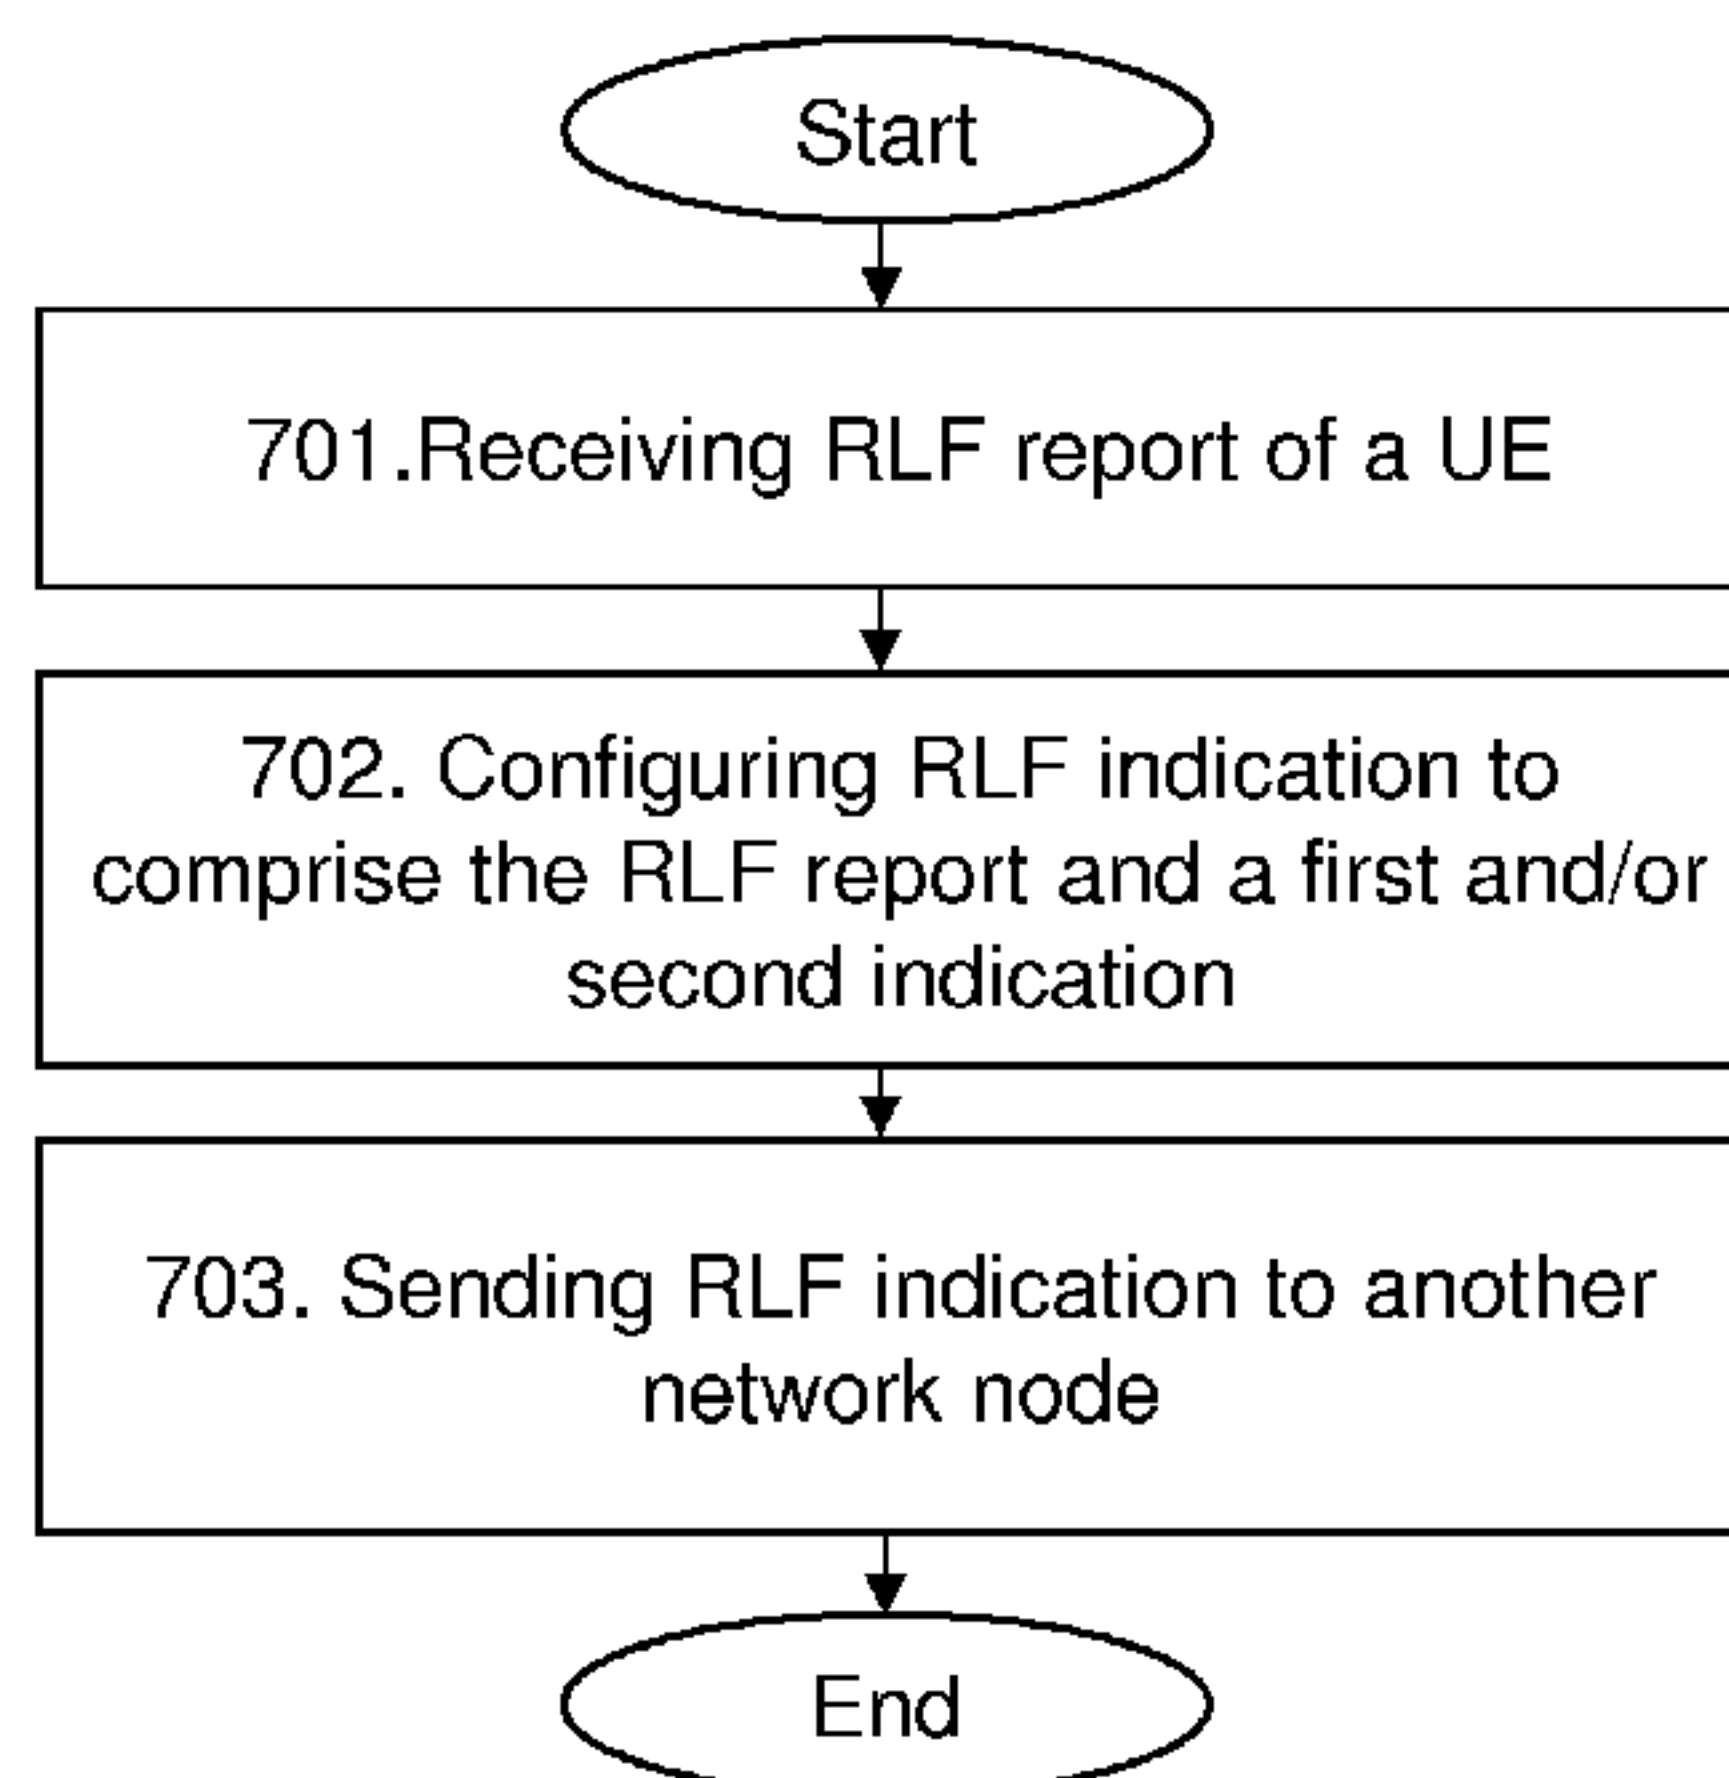 Start
701.Receiving RLF report of a UE
702. Configuring RLF indication to
comprise the RLF report and a first and/or
second indication
703. Sending RLF indication to another
network node
End